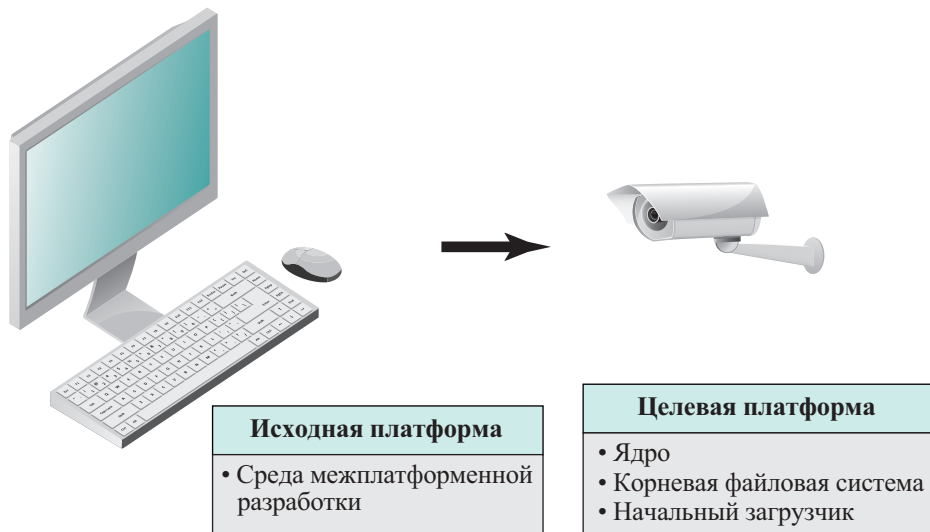 Исходная платформа
• Среда межплатформенной
разработки
Целевая платформа
• Ядро
• Корневая файловая система
• Начальный загрузчик